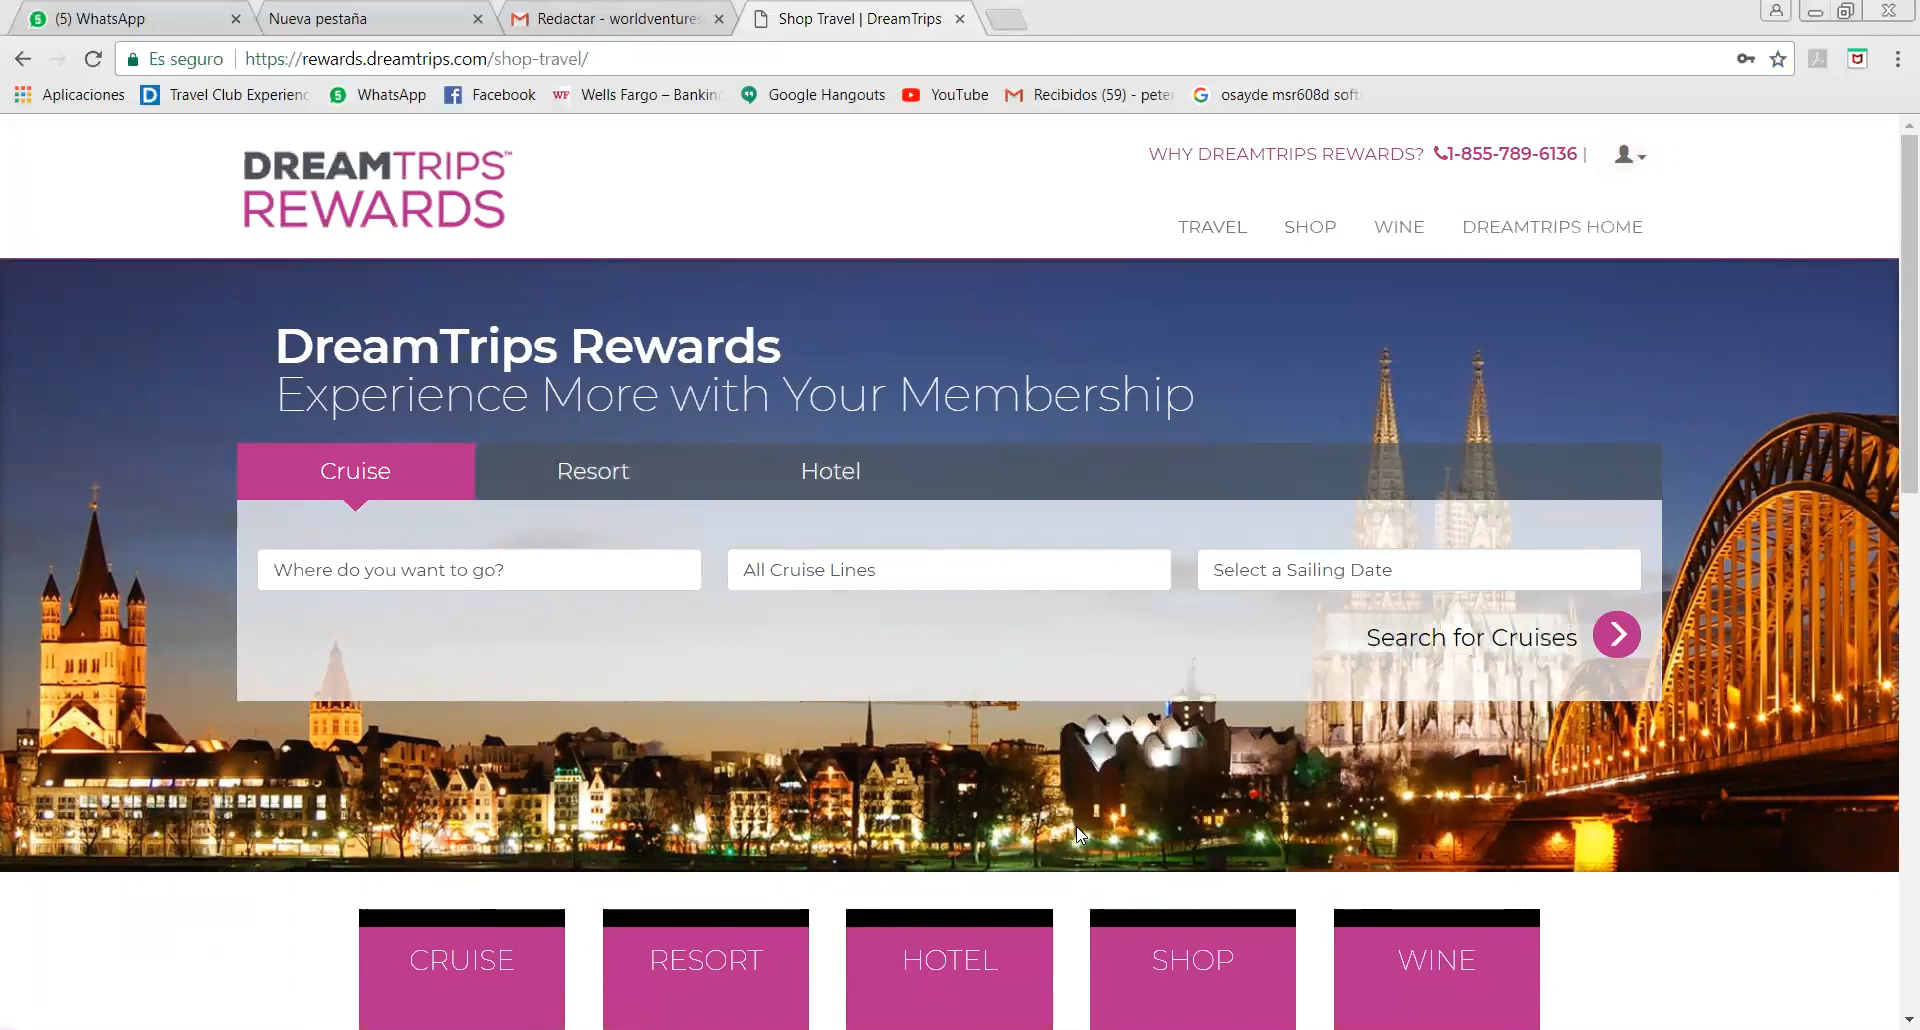 (5) WhatsApp
Nueva pestaña
Redactar - worldventures
Shop Travel | DreamTrips
Es seguro
https://rewards.dreamtrips.com/shop-travel/
Aplicaciones
Travel Club Experienc
WhatsApp
Facebook
WF
Wells Fargo – Bankin
Google Hangouts
YouTube
Recibidos (59) - pete
osayde msr608d soft
DREAMTRIPS™
REWARDS
WHY DREAMTRIPS REWARDS? 1-855-789-6136 |
TRAVEL
SHOP
WINE
DREAMTRIPS HOME
DreamTrips Rewards
Experience More with Your Membership
Cruise
Resort
Hotel
Where do you want to go?
All Cruise Lines
Select a Sailing Date
Search for Cruises
CRUISE
RESORT
HOTEL
SHOP
WINE